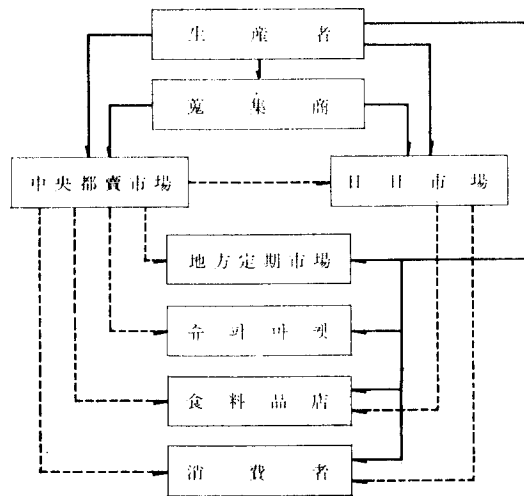 生産者
蒐集商
中央都賣市場
日日市場
地方定期市場
슈퍼마켓
食料品店
消費者